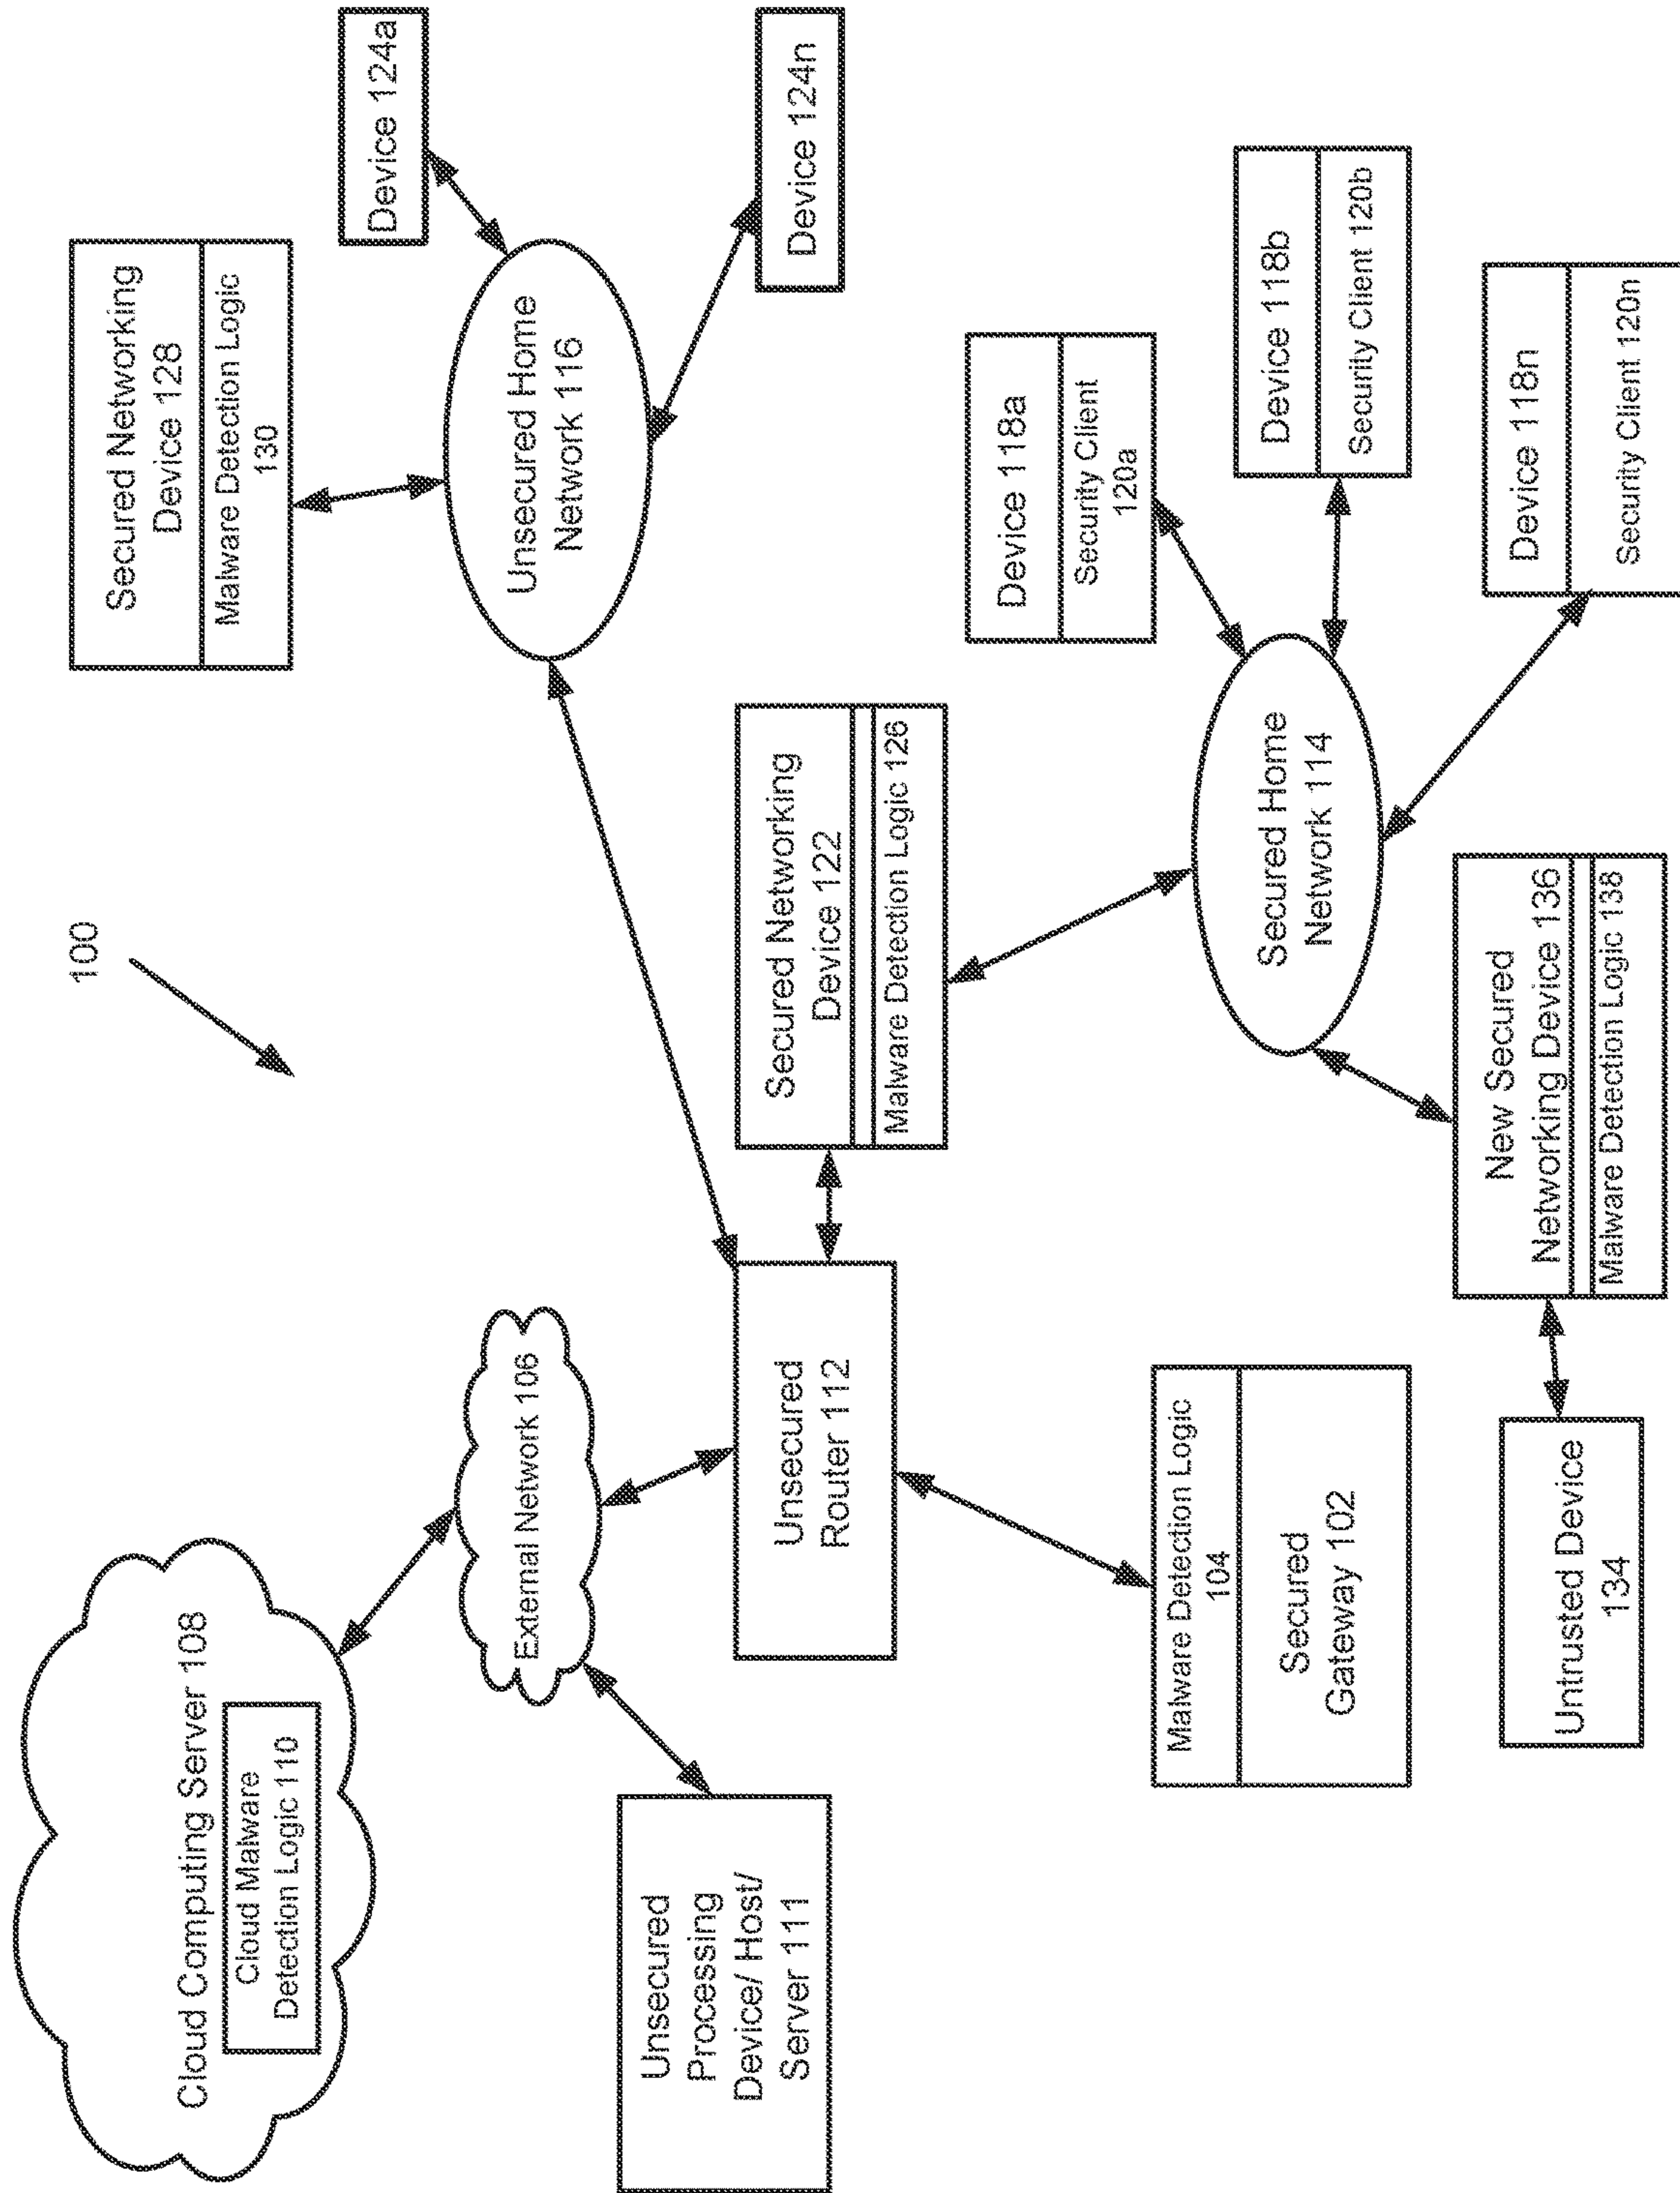 100
Cloud Computing Server 108
Cloud Malware
Detection Logic 110
External Network 106
Unsecured
Processing
Device/ Host/
Server 111
Unsecured
Router 112
Malware Detection Logic
104
Secured
Gateway 102
Secured Networking
Device 128
Malware Detection Logic
130
Device 124a
Unsecured Home
Network 116
Device 124n
Secured Networking
Device 122
Malware Detection Logic 126
Device 118a
Security Client
120a
Device 118b
Security Client 120b
Secured Home
Network 114
Device 118n
Security Client 120n
New Secured
Networking Device 136
Malware Detection Logic 138
Untrusted Device
134